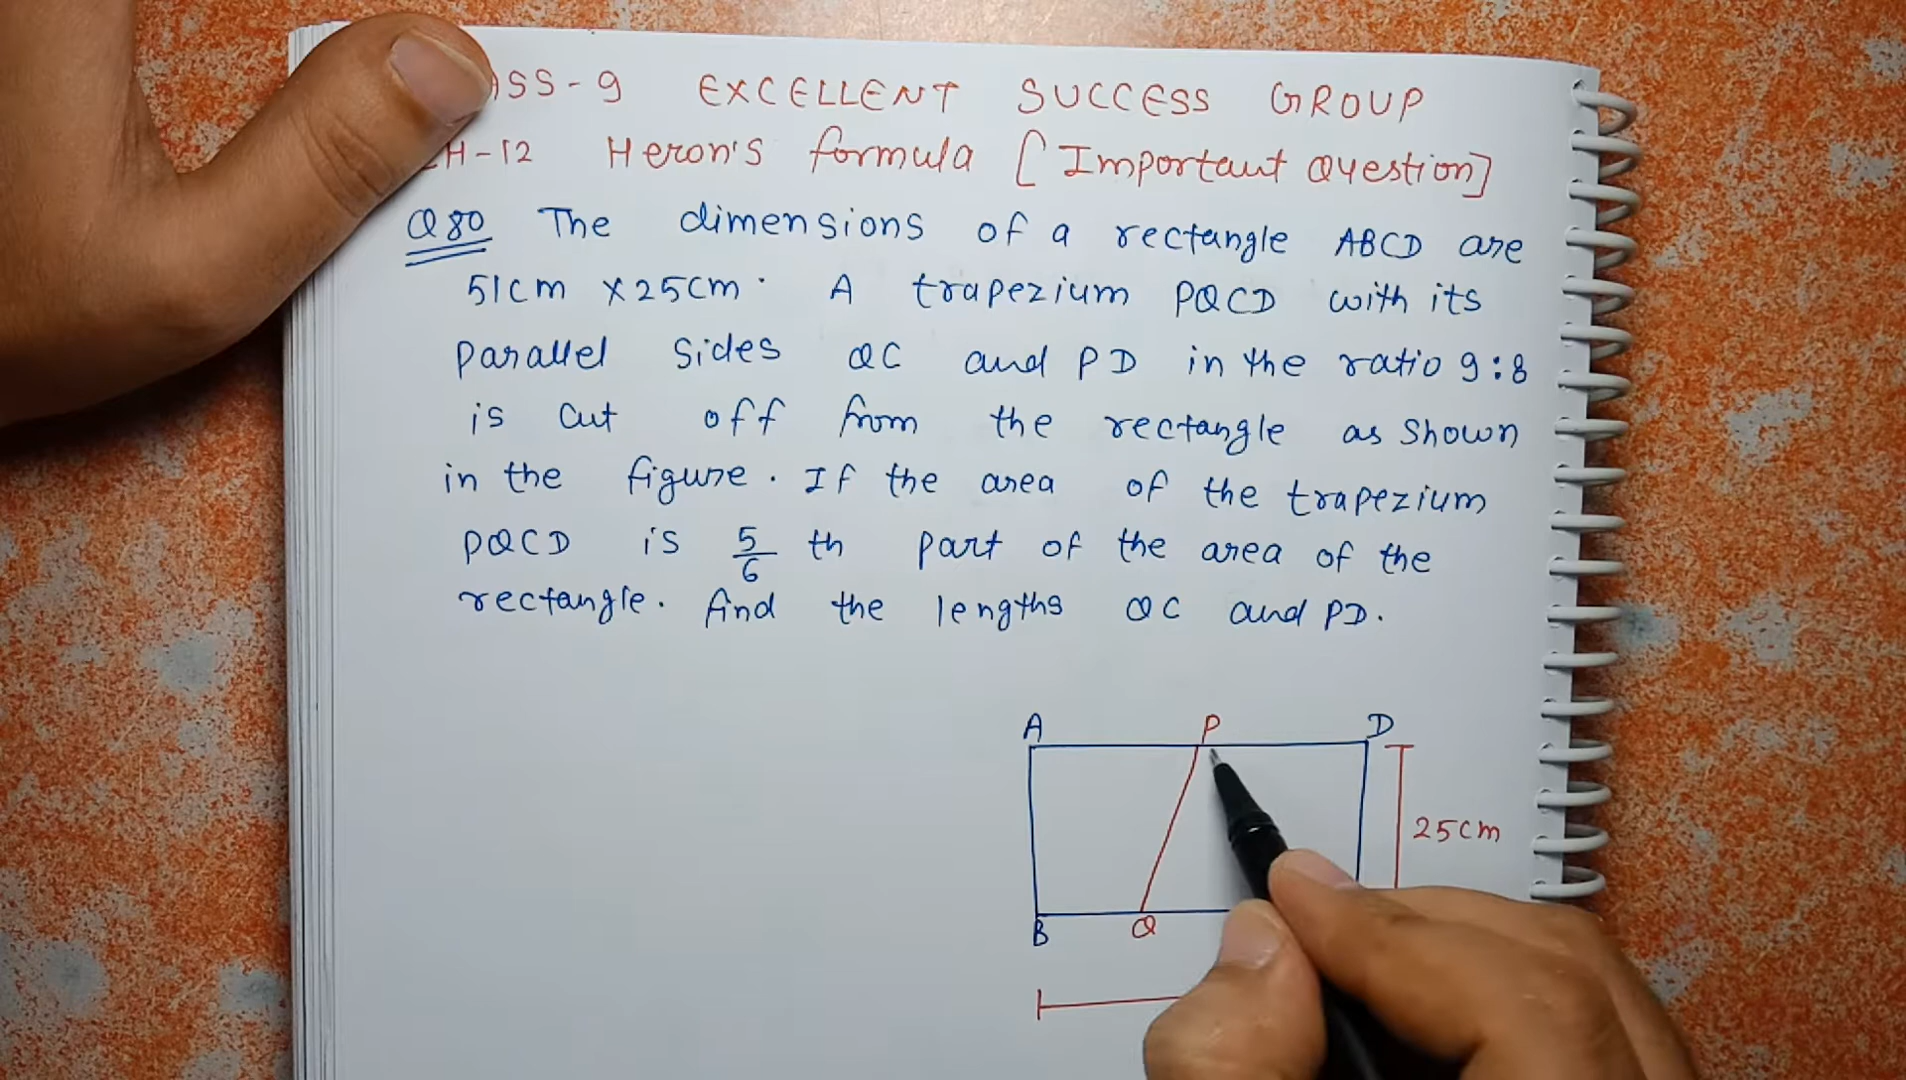 ASS-9 EXCELLENT SUCCESS GROUP
CH-12 Heron's formula [Important Question]
Q80 The dimensions of a rectangle ABCD are
51cm x25cm. A trapezium PQCD with its
Parallel sides QC and PD in the ratio 9:8
is cut off from the rectangle as shown
in the figure. If the area of the trapezium
PQCD is 5/6 th part of the area of the
rectangle. find the lengths QC and PD.
A P D
25cm
B Q